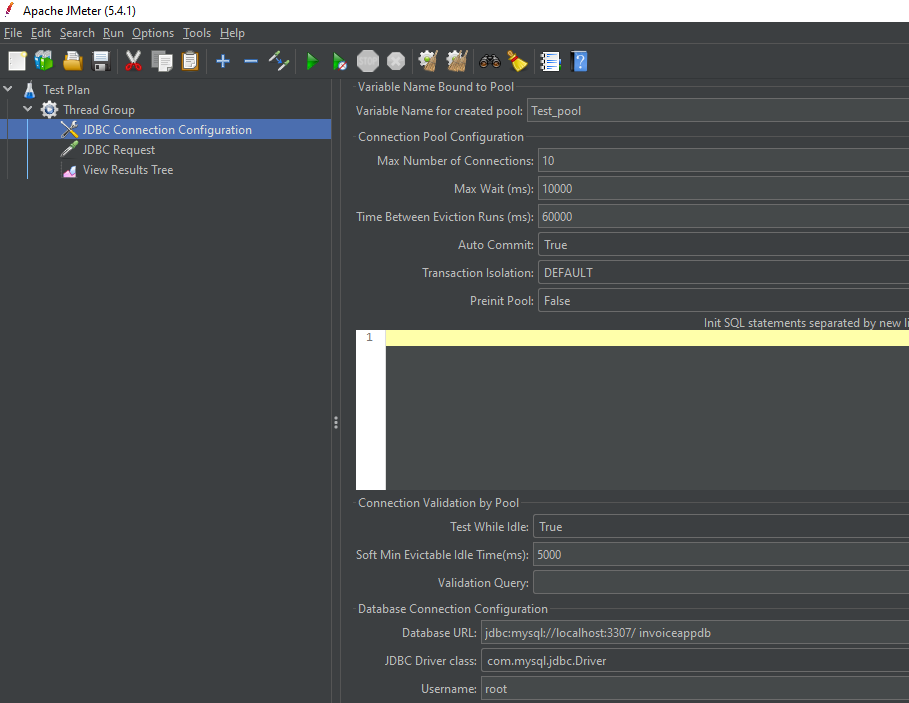 Apache JMeter (5.4.1)
File Edit Search Run Options Tools Help
STOP
Test Plan
Thread Group
JDBC Connection Configuration
JDBC Request
View Results Tree
Variable Name Bound to Pool
Variable Name for created pool: Test_pool
Connection Pool Configuration
Max Number of Connections: 10
Max Wait (ms): 10000
Time Between Eviction Runs (ms): 60000
Auto Commit: True
Transaction Isolation: DEFAULT
Preinit Pool: False
Init SQL statements separated by new li
1
Connection Validation by Pool
Test While Idle: True
Soft Min Evictable Idle Time(ms): 5000
Validation Query:
Database Connection Configuration
Database URL: jdbc:mysql://localhost:3307/ invoiceappdb
JDBC Driver class: com.mysql.jdbc.Driver
Username: root